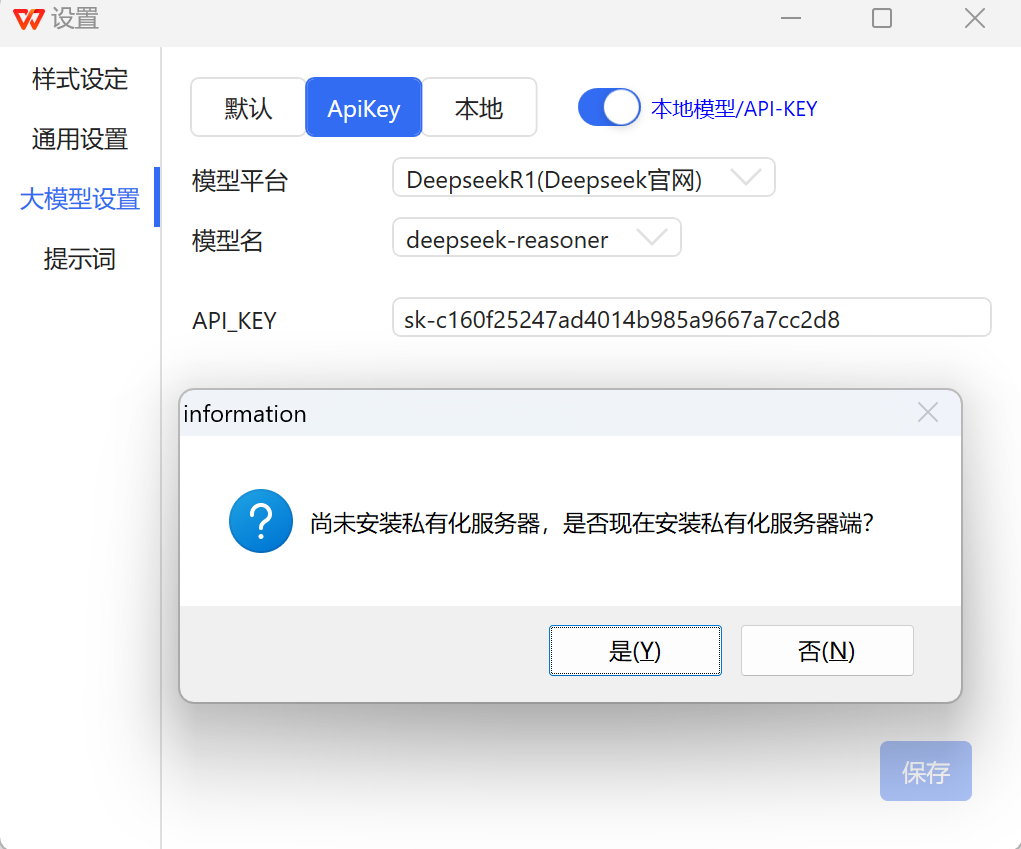 设置
样式设定
通用设置
大模型设置
提示词
默认 ApiKey 本地 本地模型/API-KEY
模型平台 DeepseekR1(Deepseek官网)
模型名 deepseek-reasoner
API_KEY sk-c160f25247ad4014b985a9667a7cc2d8
information
尚未安装私有化服务器，是否现在安装私有化服务器端？
是(Y) 否(N)
保存